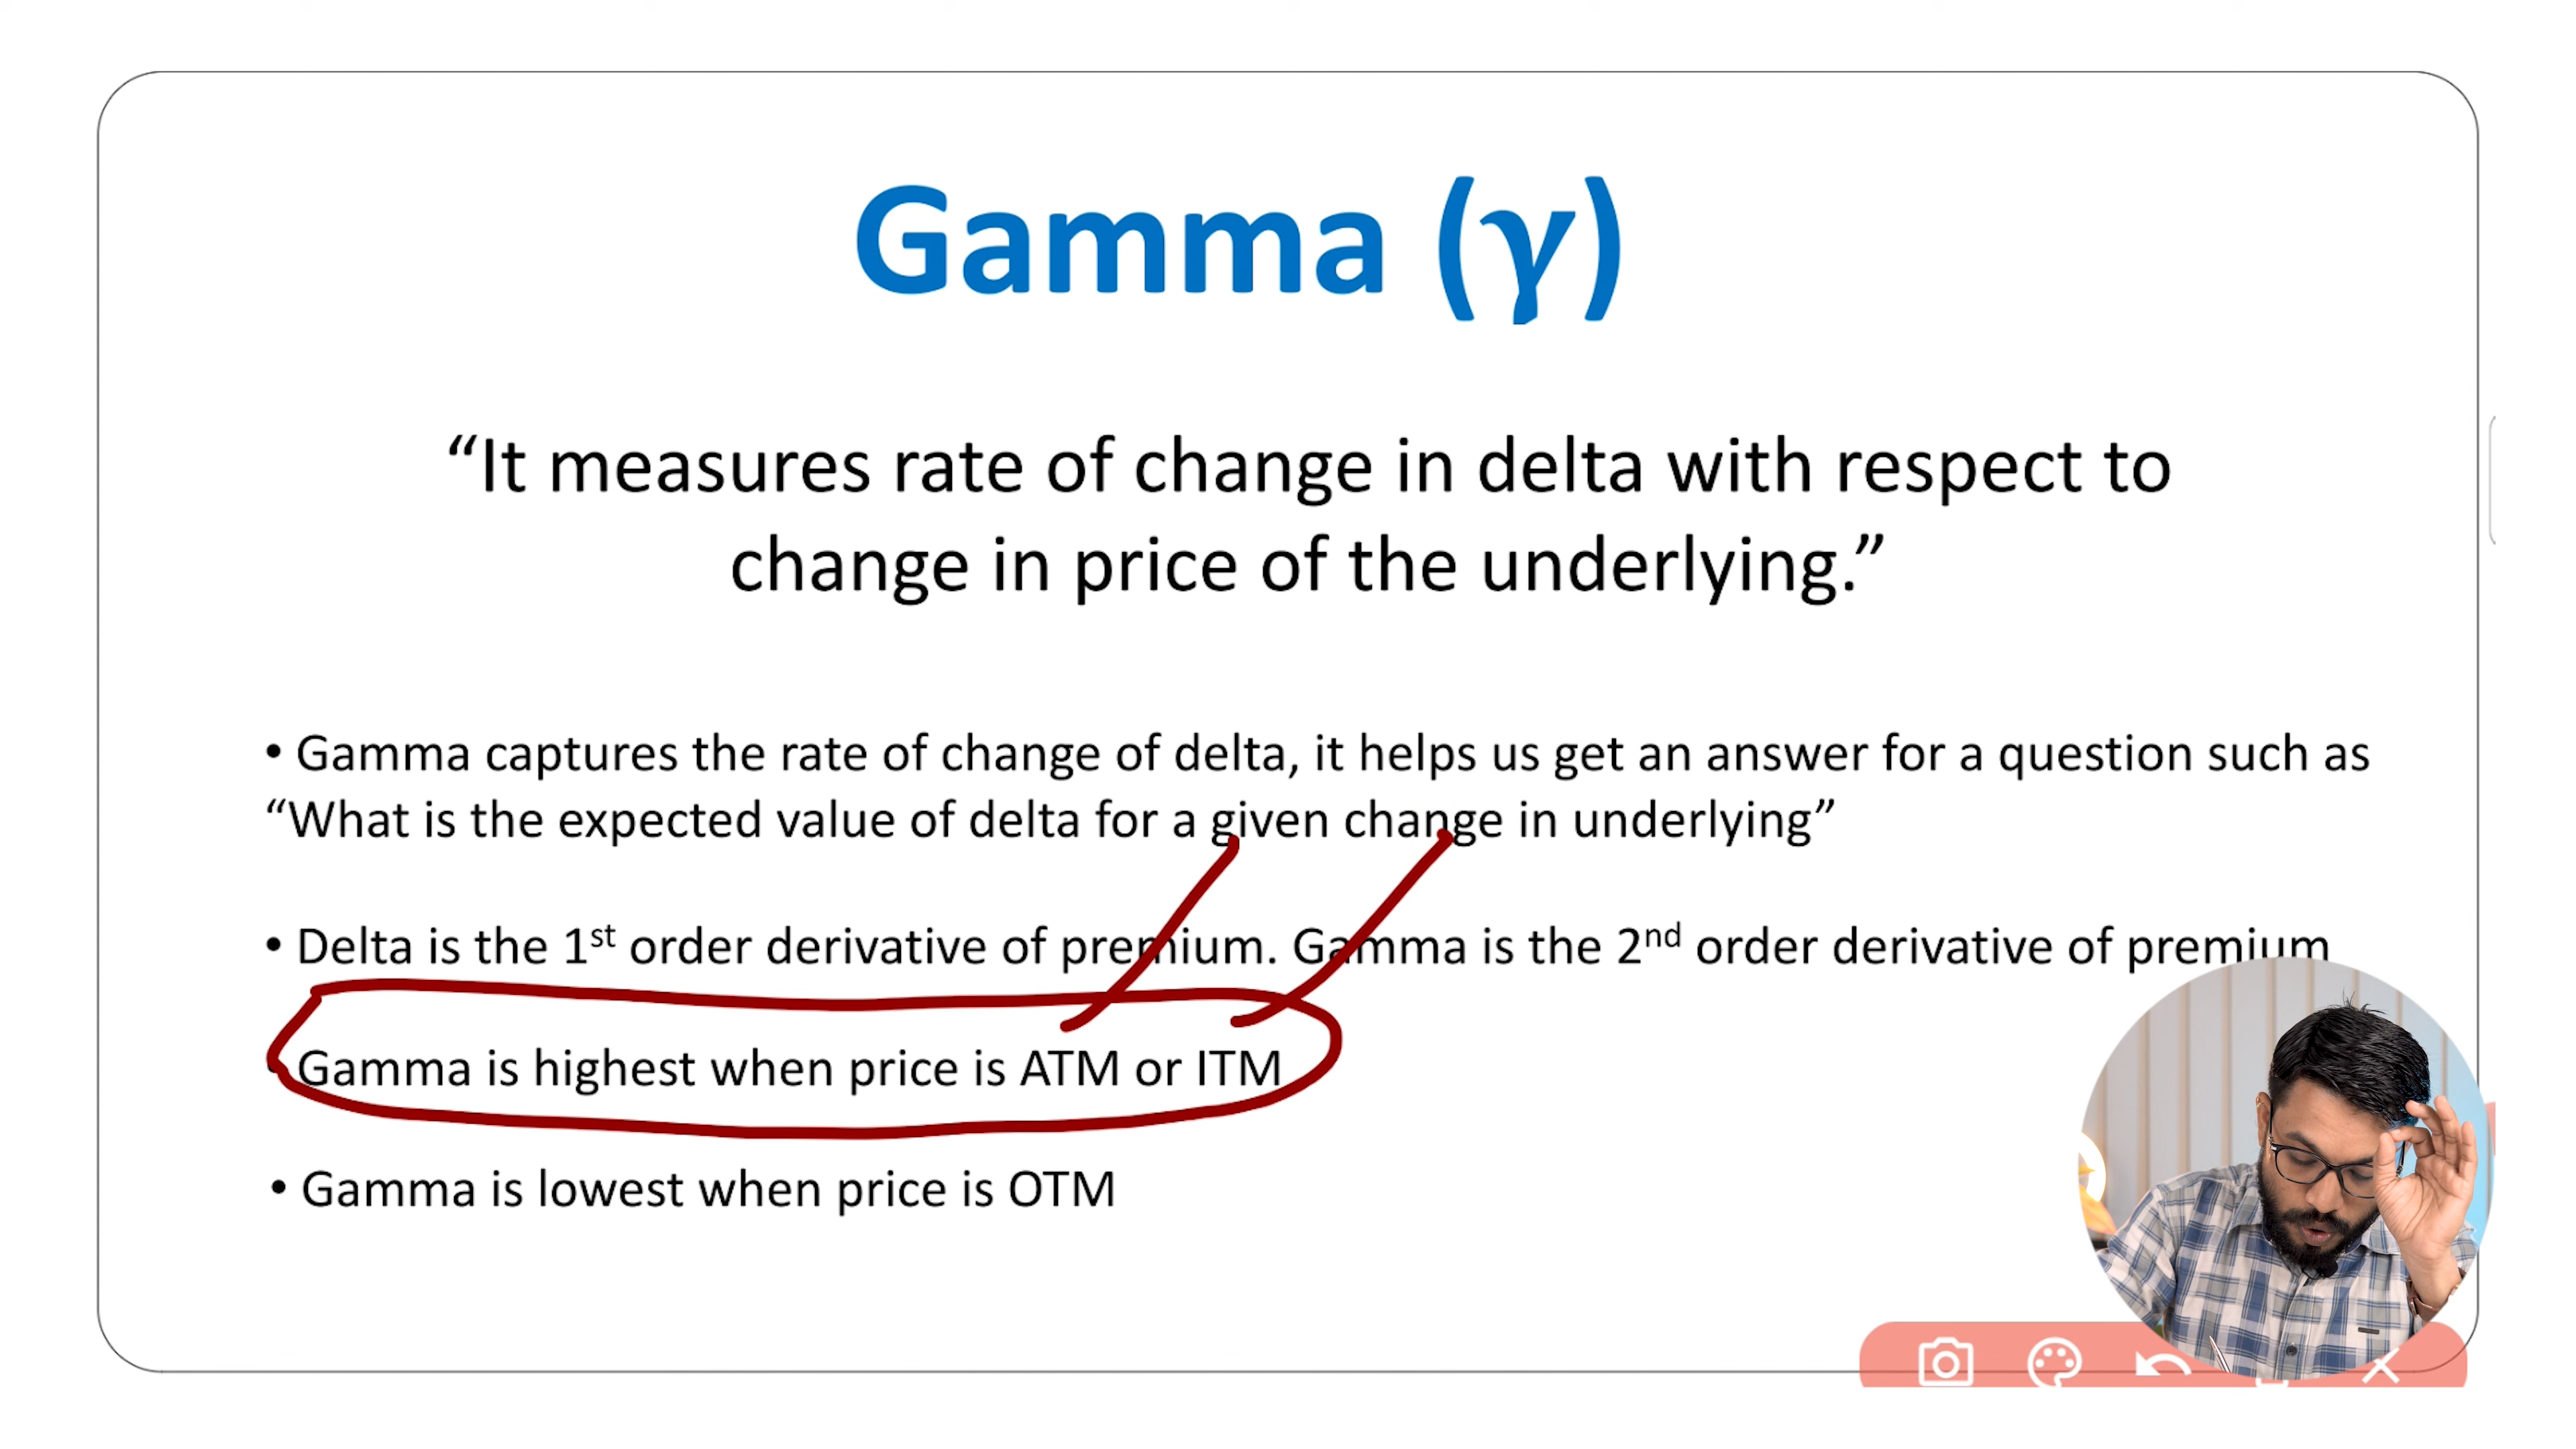 Gamma (γ)
“It measures rate of change in delta with respect to
change in price of the underlying.”
• Gamma captures the rate of change of delta, it helps us get an answer for a question such as
“What is the expected value of delta for a given change in underlying”
• Delta is the 1st order derivative of premium. Gamma is the 2nd order derivative of premium
• Gamma is highest when price is ATM or ITM
• Gamma is lowest when price is OTM